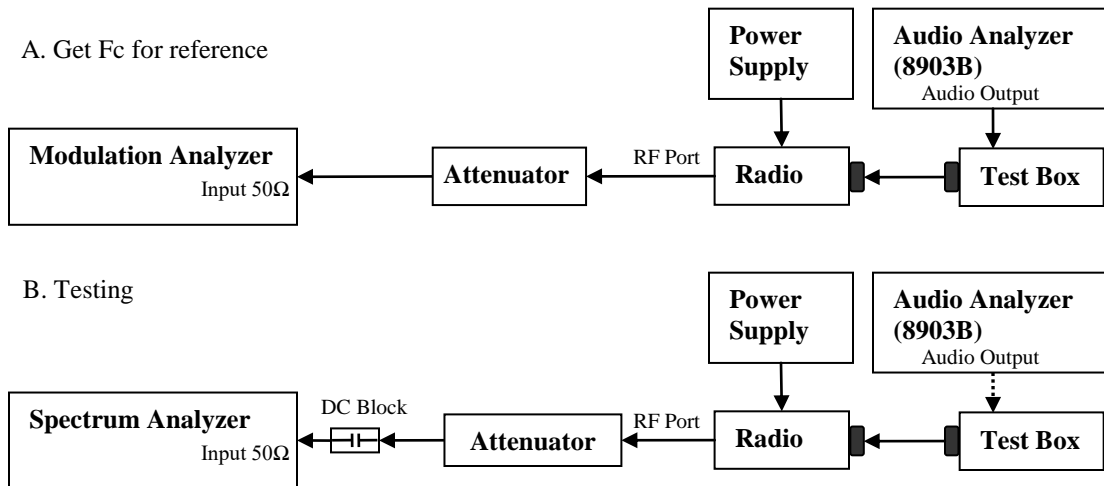 A. Get Fc for reference
Power
Supply
Audio Analyzer
(8903B)
Audio Output
Modulation Analyzer
Input 50Ω
Attenuator
RF Port
Radio
Test Box
B. Testing
Power
Supply
Audio Analyzer
(8903B)
Audio Output
Spectrum Analyzer
Input 50Ω
DC Block
Attenuator
RF Port
Radio
Test Box